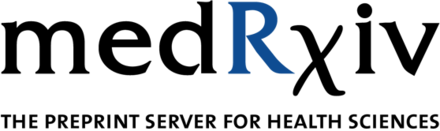 medRχiv
THE PREPRINT SERVER FOR HEALTH SCIENCES